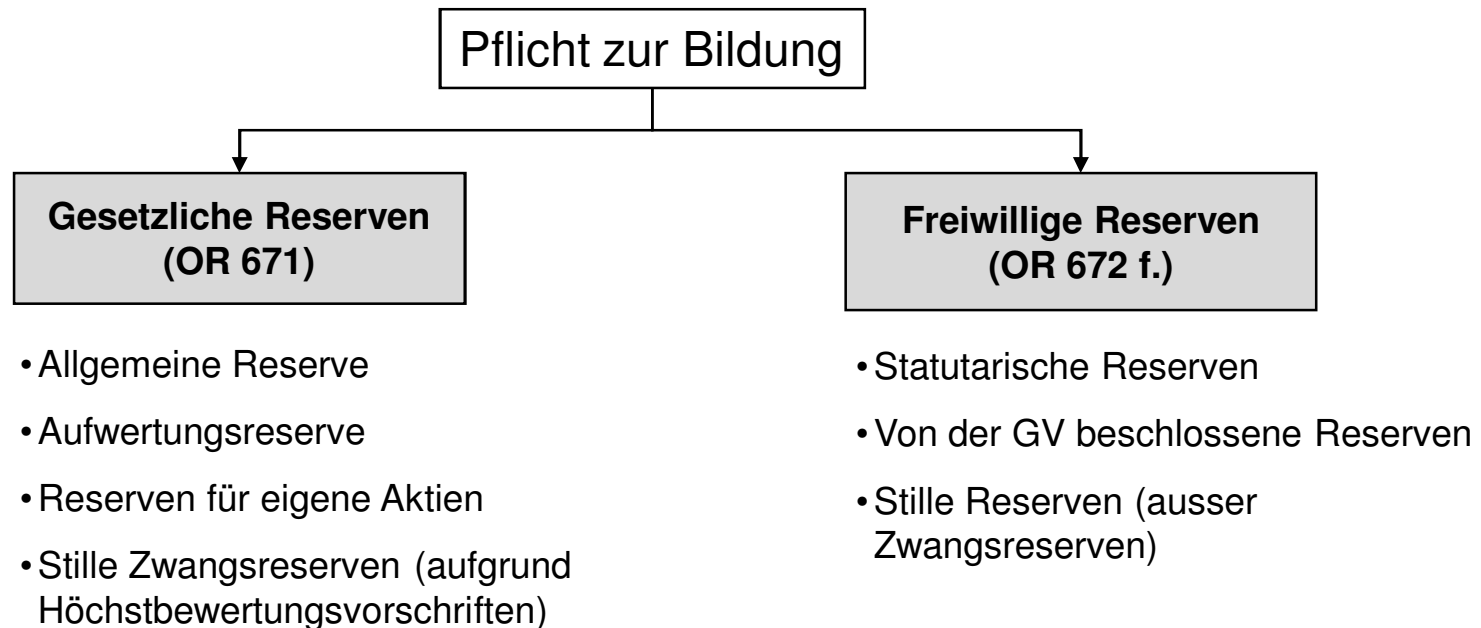 Pflicht zur Bildung
Gesetzliche Reserven
(OR 671)
• Allgemeine Reserve
• Aufwertungsreserve
• Reserven für eigene Aktien
• Stille Zwangsreserven (aufgrund
Höchstbewertungsvorschriften)
Freiwillige Reserven
(OR 672 f.)
• Statutarische Reserven
• Von der GV beschlossene Reserven
• Stille Reserven (ausser
Zwangsreserven)